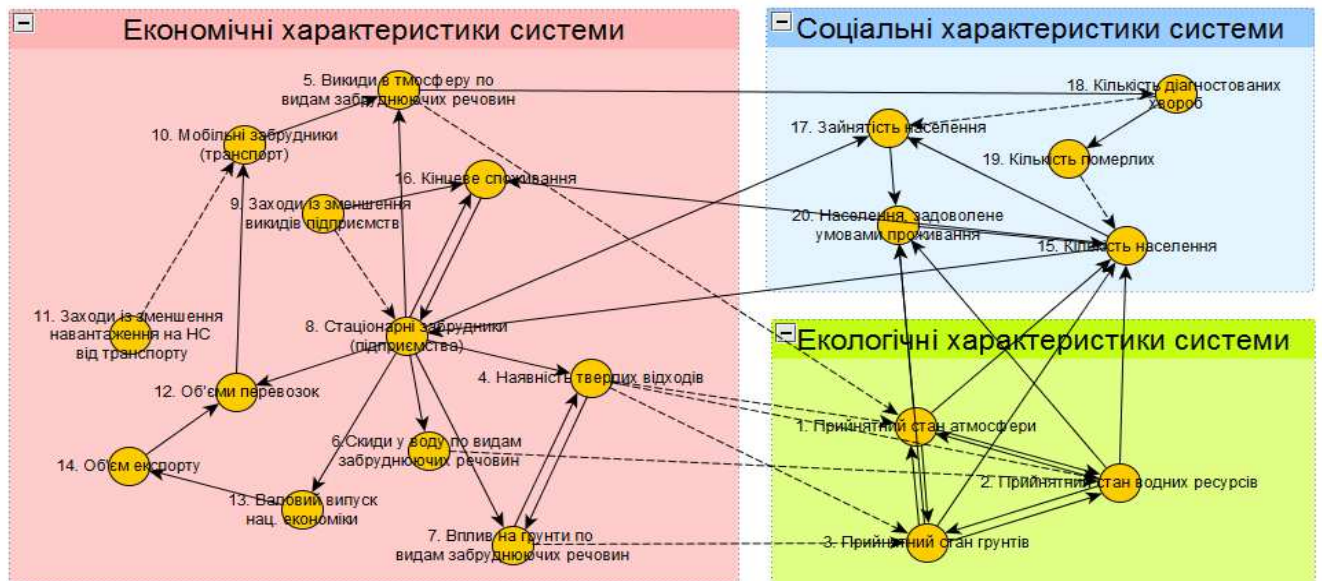 Економічні характеристики системи
5. Викиди в тмосферу по
видам забруднюючих речовин
10. Мобільні забрудники
(транспорт)
16. Кінцеве споживання
9. Заходи із зменшення
викидів підприємств
11. Заходи із зменшення
навантаження на НС
від транспорту
8. Стаціонарні забрудники
(підприємства)
4. Наявність твердих відходів
12. Об'єми перевозок
6.Скиди у воду по видам
забруднюючих речовин
14. Об'єм експорту
13. Валовий випуск
нац. економіки
7. Вплив на грунти по
видам забруднюючих речовин
Соціальні характеристики системи
18. Кількість діагностованих
хвороб
17. Зайнятість населення
19. Кількість померлих
20. Населення, задоволене
умовами проживання
15. Кількість населення
Екологічні характеристики системи
1. Прийнятний стан атмосфери
2. Прийнятний стан водних ресурсів
3. Прийнятний стан грунтів